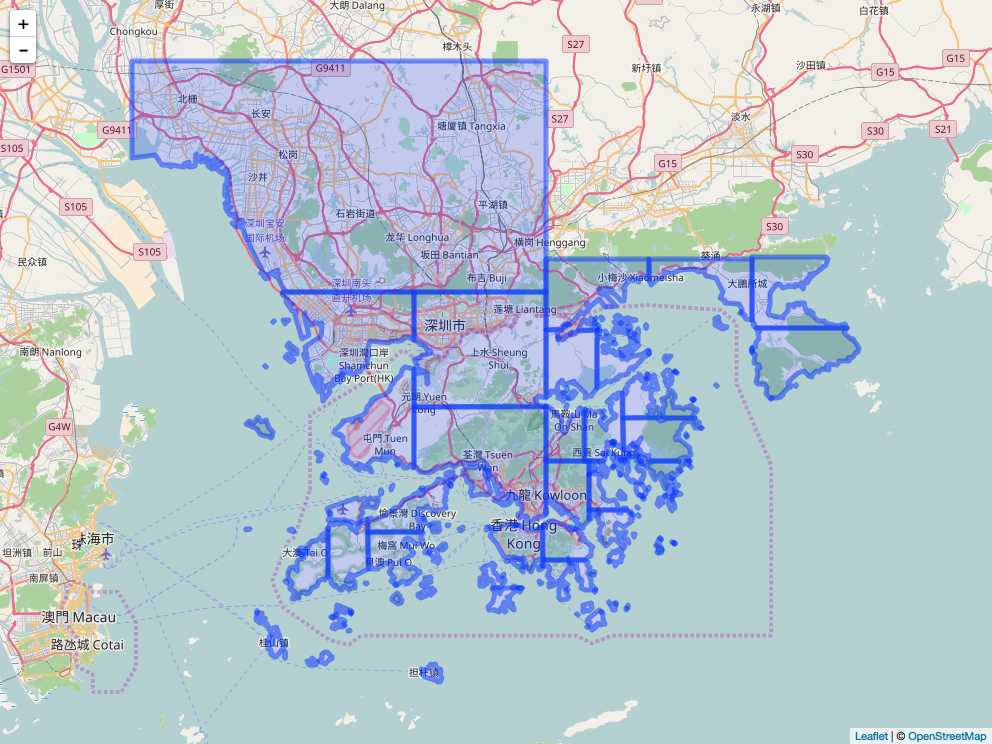 +
−
厚街
大朗 Dalang
永湖镇
白花镇
Chongkou
樟木头
S27
新圩镇
沙田镇
G15
G15
G1501
G9411
北栅
长安
S27
淡水
G9411
塘厦镇 Tangxia
S30
S21
S105
松岗
G15
S30
沙井
S105
石岩街道
平湖镇
深圳宝安
国际机场
S30
S105
龙华 Longhua
横岗 Henggang
坂田 Bantian
葵涌
民众镇
布吉 Buji
小梅沙 Xiaomeisha
深圳南头
直升机场
大鹏所城
莲塘 Liantang
深圳市
南朗 Nanlong
深圳灣口岸
Shamchun
Bay Port(HK)
上水 Sheung
Shui
元朗 Yuen
Long
馬鞍山 Ma
On Shan
G4W
屯門 Tuen
Mun
荃灣 Tsuen
Wan
西貢 Sai Kung
九龍 Kowloon
愉景灣 Discovery
Bay
香港 Hong
Kong
珠海市
坦洲镇
前山
大澳 Tai O
梅窩 Mui Wo
貝澳 Pui O
南屏镇
澳門 Macau
路氹城 Cotai
桂山镇
担杆镇
Leaflet | © OpenStreetMap